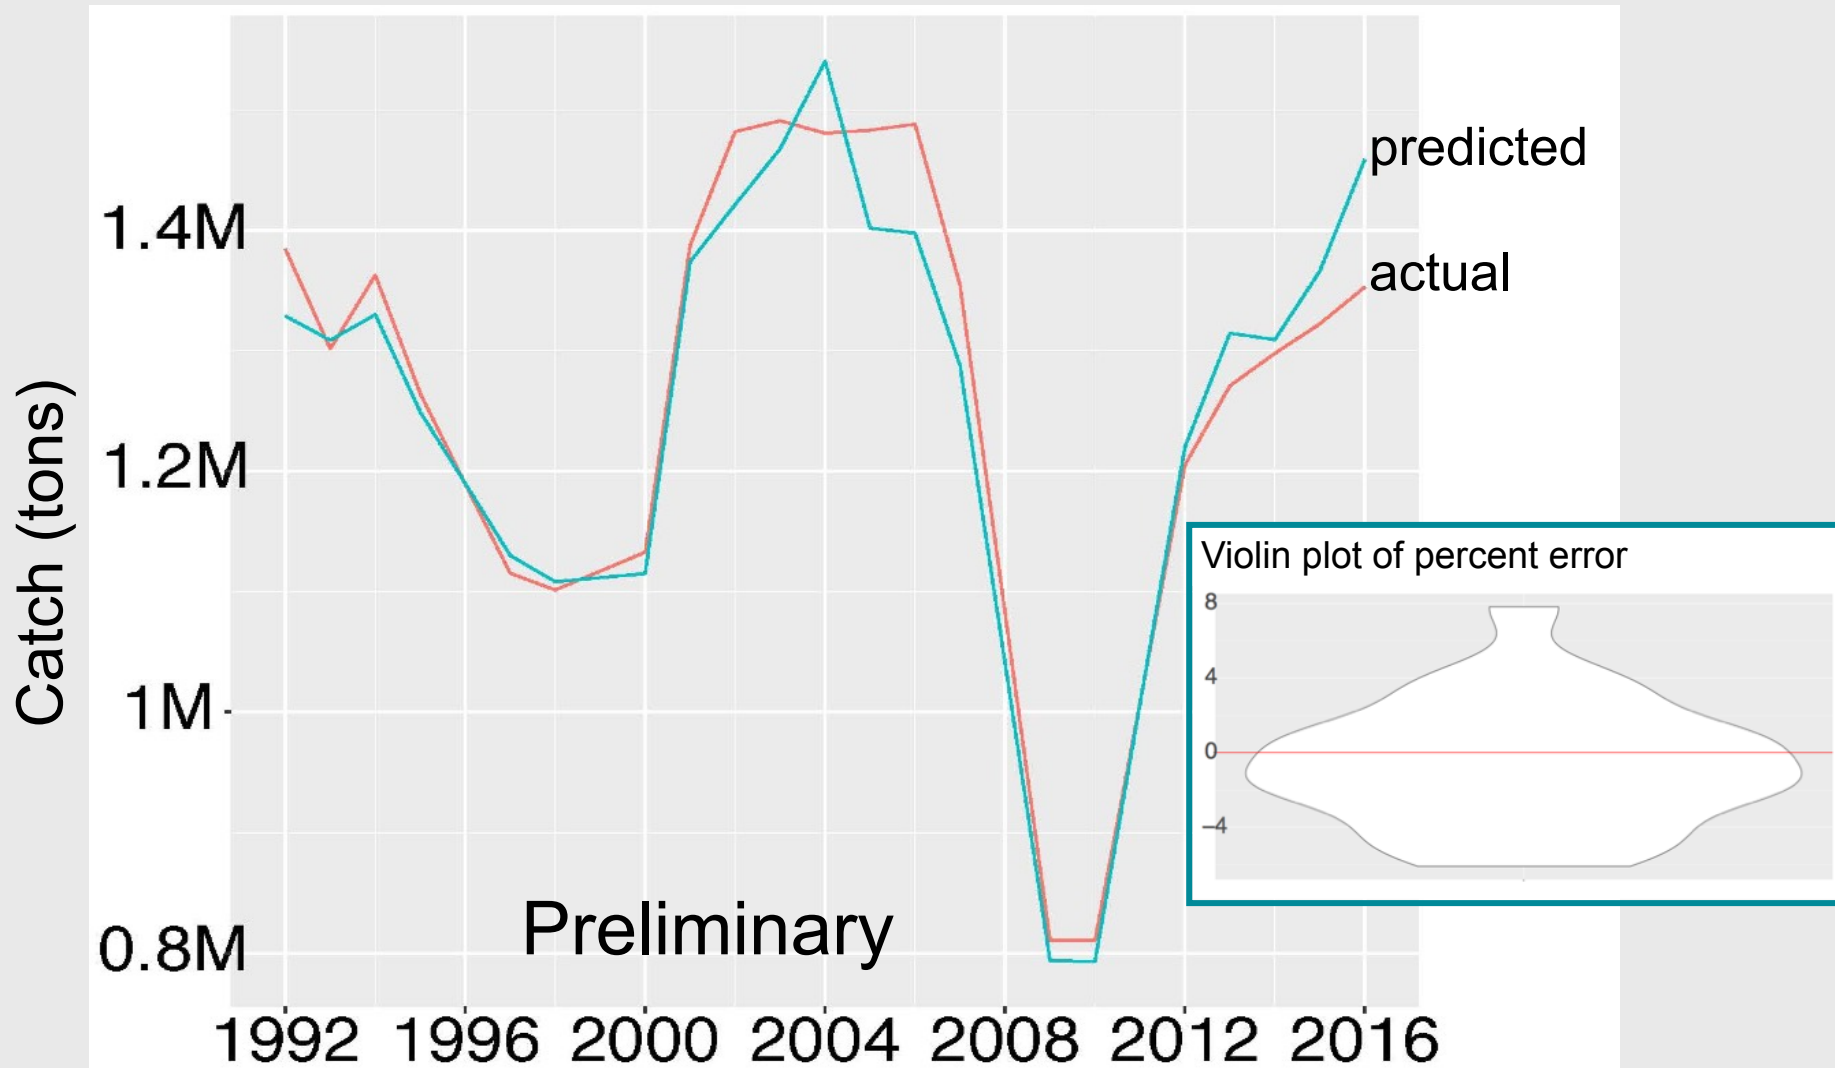 Catch (tons)
1.4M
1.2M
1M
0.8M
predicted
actual
Preliminary
1992 1996 2000 2004 2008 2012 2016
Violin plot of percent error
8
4
0
−4